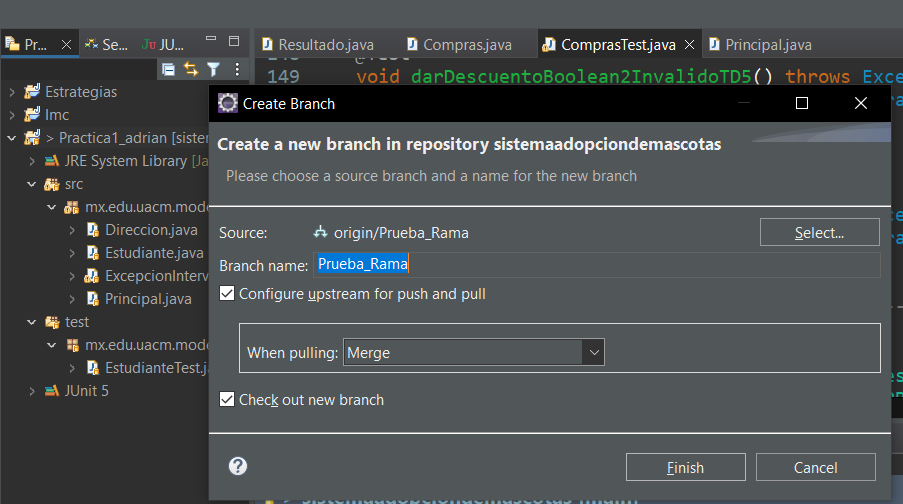 Pr...
Se...
JU...
Resultado.java
Compras.java
ComprasTest.java
Principal.java
149 void darDescuentoBoolean2InvalidoTD5() throws Exce
Estrategias
Imc
> Practica1_adrian [sister
JRE System Library [Ja
src
mx.edu.uacm.mode
Direccion.java
Estudiante.java
ExcepcionInterv
Principal.java
test
mx.edu.uacm.mode
EstudianteTest.ja
JUnit 5
Create Branch
Create a new branch in repository sistemaadopciondemascotas
Please choose a source branch and a name for the new branch
Source: origin/Prueba_Rama Select...
Branch name: Prueba_Rama
Configure upstream for push and pull
When pulling: Merge
Check out new branch
Finish Cancel